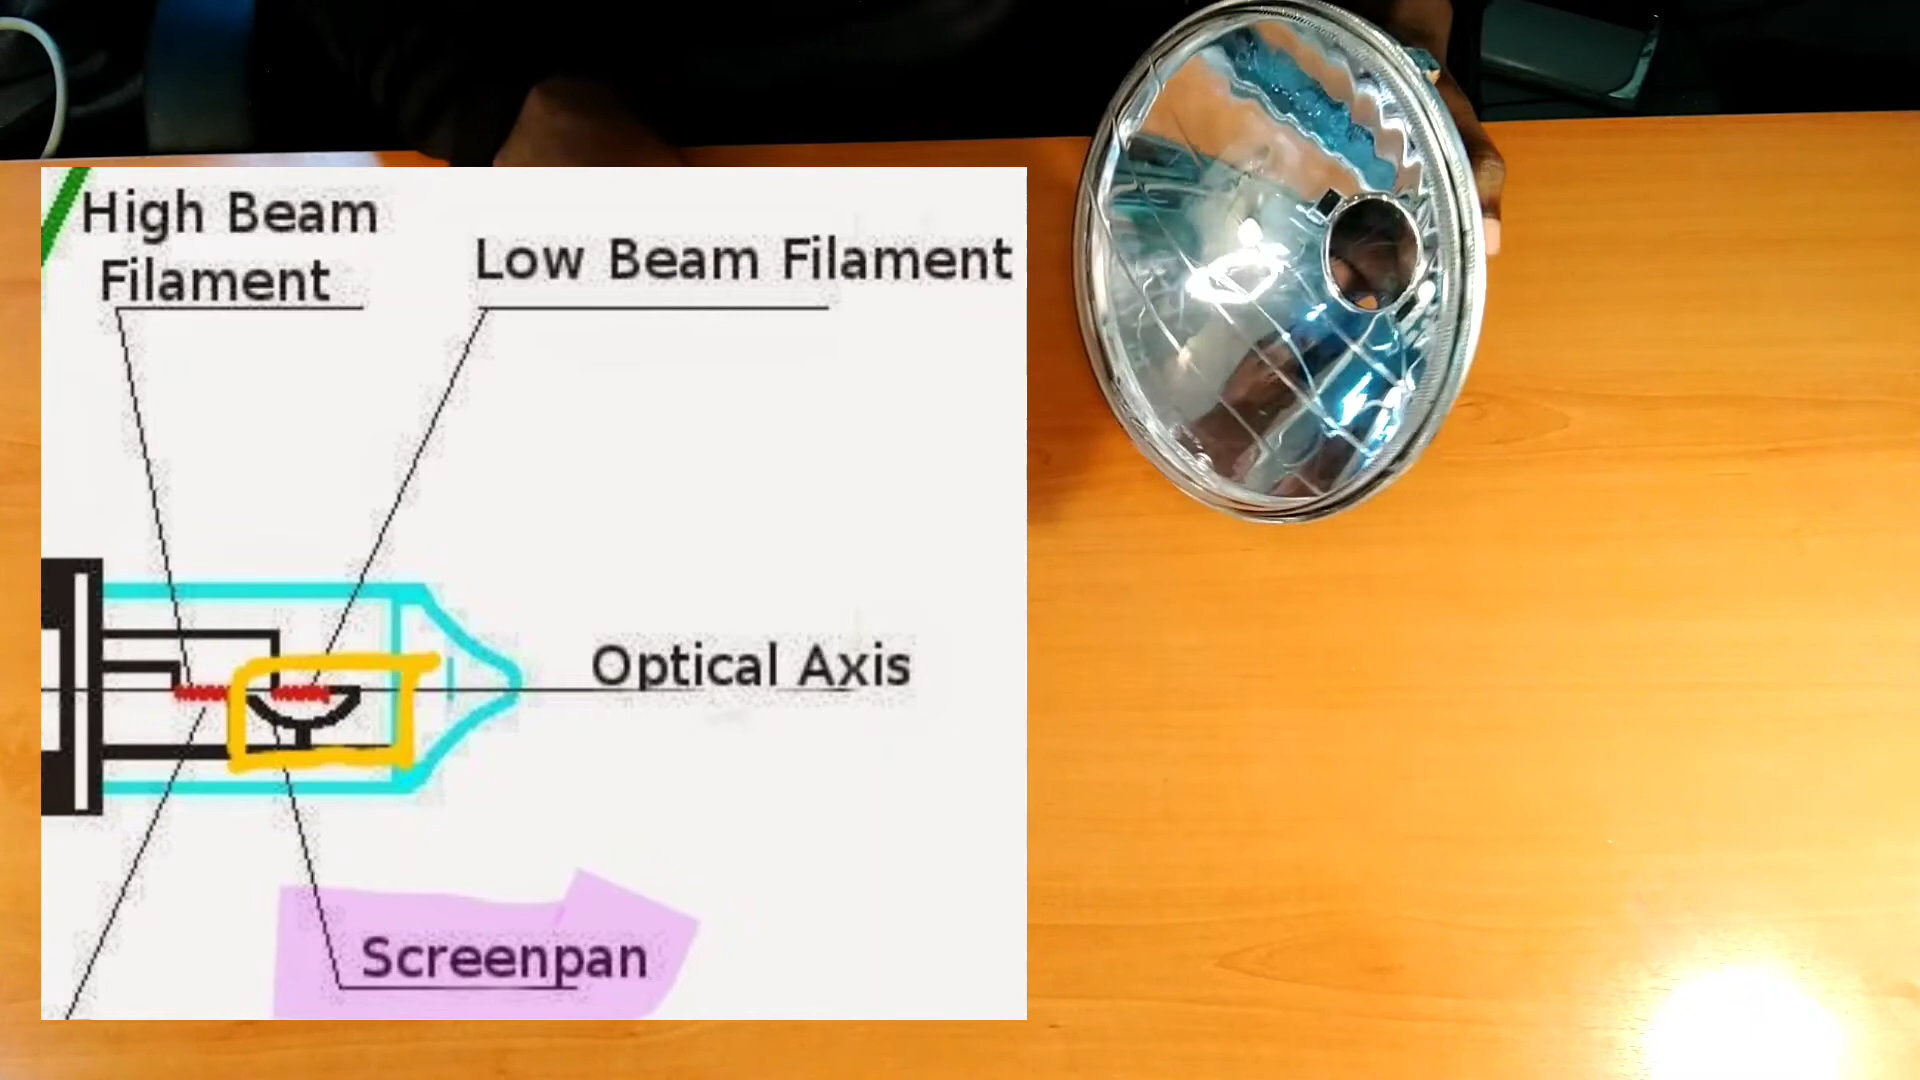 High Beam
Filament
Low Beam Filament
Optical Axis
Screenpan